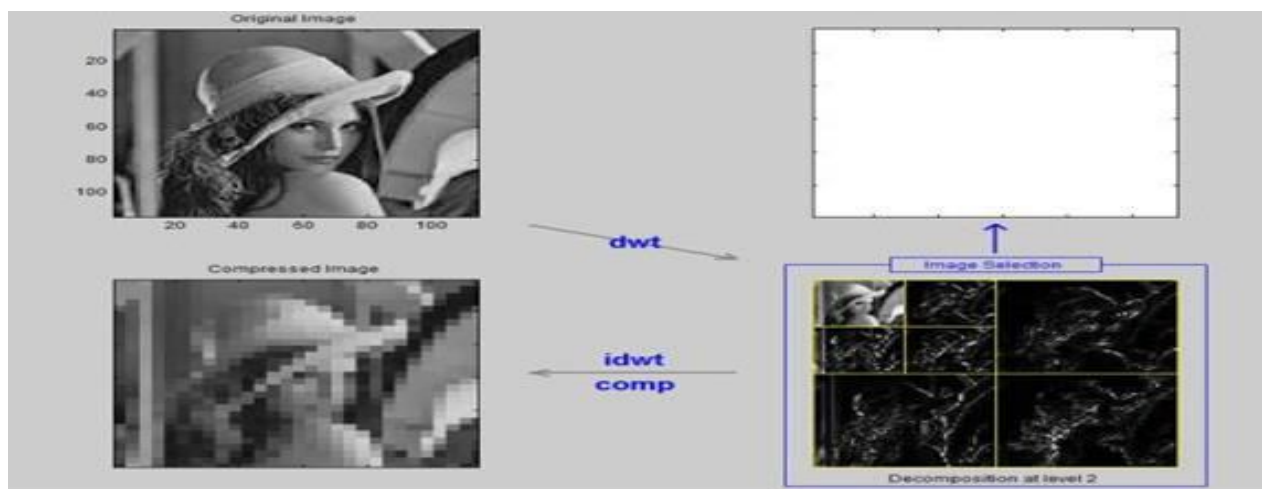 Original Image
20
40
60
80
100
20 40 60 80 100
dwt
Compressed Image
Image Selection
idwt
comp
Decomposition at level 2